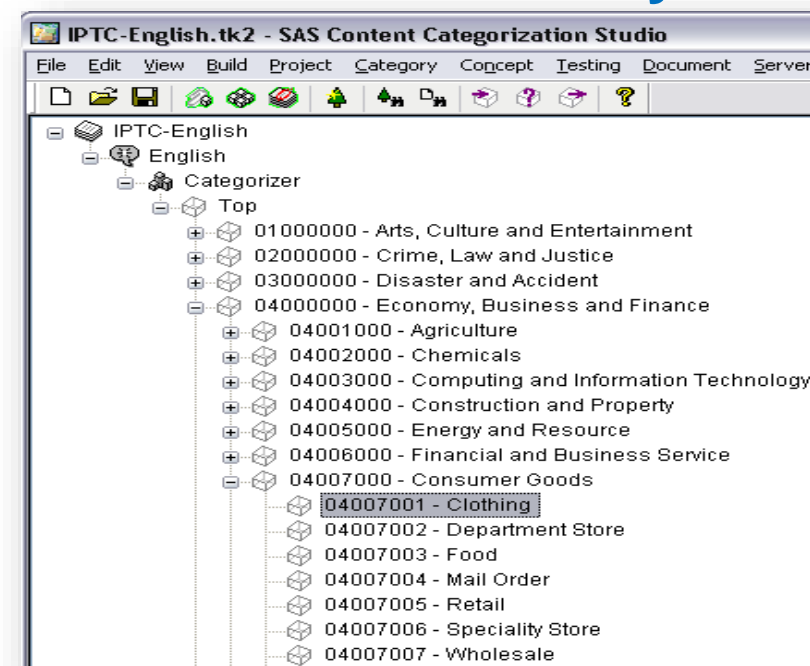 IPTC-English.tk2 - SAS Content Categorization Studio
File Edit View Build Project Category Concept Testing Document Server
IPTC-English
English
Categorizer
Top
01000000 - Arts, Culture and Entertainment
02000000 - Crime, Law and Justice
03000000 - Disaster and Accident
04000000 - Economy, Business and Finance
04001000 - Agriculture
04002000 - Chemicals
04003000 - Computing and Information Technology
04004000 - Construction and Property
04005000 - Energy and Resource
04006000 - Financial and Business Service
04007000 - Consumer Goods
04007001 - Clothing
04007002 - Department Store
04007003 - Food
04007004 - Mail Order
04007005 - Retail
04007006 - Speciality Store
04007007 - Wholesale